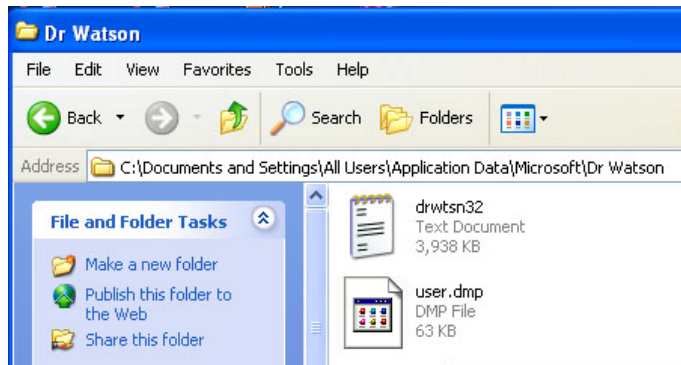 Dr Watson
File Edit View Favorites Tools Help
Back Search Folders
Address C:\Documents and Settings\All Users\Application Data\Microsoft\Dr Watson
File and Folder Tasks
Make a new folder
Publish this folder to
the Web
Share this folder
drwtsn32
Text Document
3,938 KB
user.dmp
DMP File
63 KB